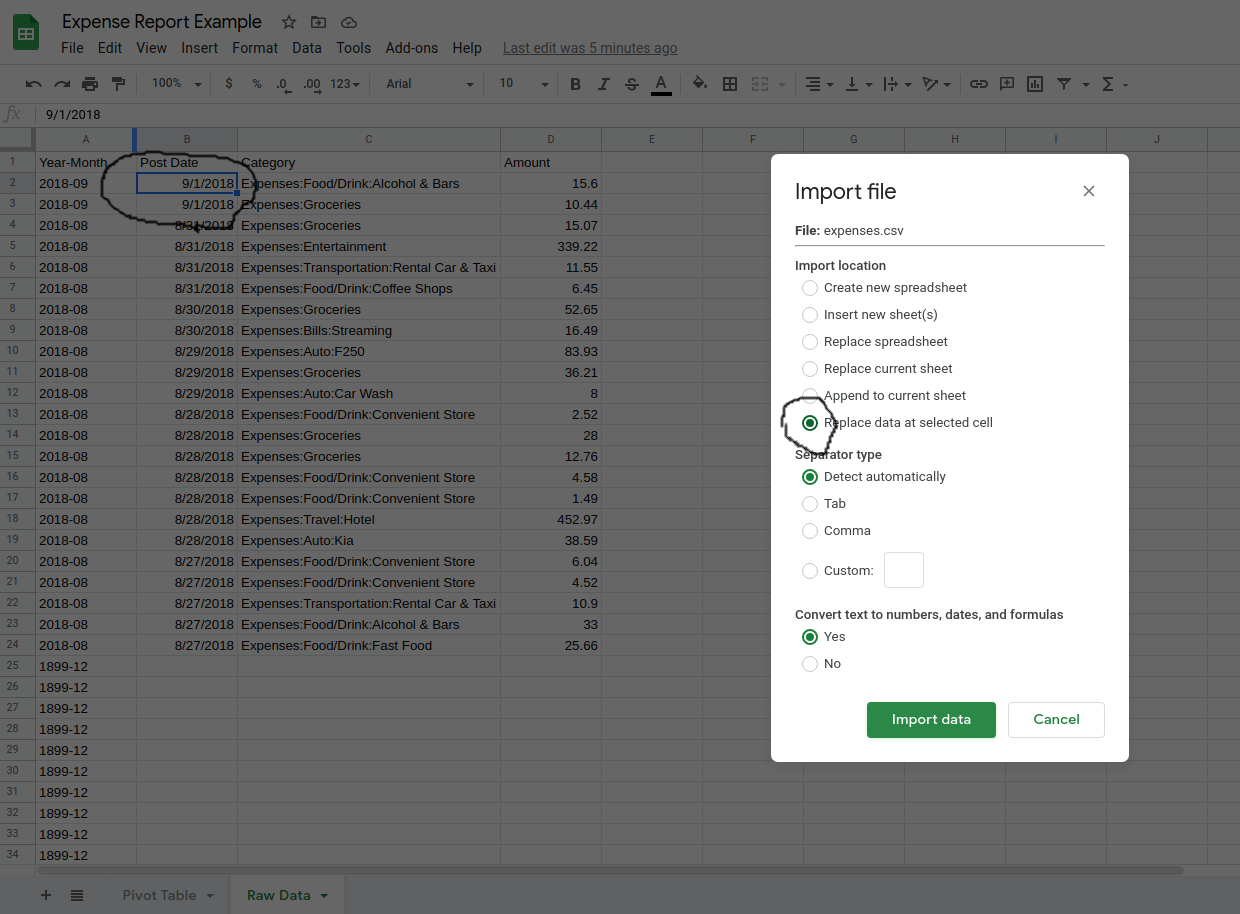 Expense Report Example
File Edit View Insert Format Data Tools Add-ons Help Last edit was 5 minutes ago
100% $ % .0 .00 123 Arial 10 B I S A
fx 9/1/2018
A B C D E F G H I J
1 Year-Month Post Date Category Amount
2 2018-09 9/1/2018 Expenses:Food/Drink:Alcohol & Bars 15.6
3 2018-09 9/1/2018 Expenses:Groceries 10.44
4 2018-08 8/31/2018 Expenses:Groceries 15.07
5 2018-08 8/31/2018 Expenses:Entertainment 339.22
6 2018-08 8/31/2018 Expenses:Transportation:Rental Car & Taxi 11.55
7 2018-08 8/31/2018 Expenses:Food/Drink:Coffee Shops 6.45
8 2018-08 8/30/2018 Expenses:Groceries 52.65
9 2018-08 8/30/2018 Expenses:Bills:Streaming 16.49
10 2018-08 8/29/2018 Expenses:Auto:F250 83.93
11 2018-08 8/29/2018 Expenses:Groceries 36.21
12 2018-08 8/29/2018 Expenses:Auto:Car Wash 8
13 2018-08 8/28/2018 Expenses:Food/Drink:Convenient Store 2.52
14 2018-08 8/28/2018 Expenses:Groceries 28
15 2018-08 8/28/2018 Expenses:Groceries 12.76
16 2018-08 8/28/2018 Expenses:Food/Drink:Convenient Store 4.58
17 2018-08 8/28/2018 Expenses:Food/Drink:Convenient Store 1.49
18 2018-08 8/28/2018 Expenses:Travel:Hotel 452.97
19 2018-08 8/28/2018 Expenses:Auto:Kia 38.59
20 2018-08 8/27/2018 Expenses:Food/Drink:Convenient Store 6.04
21 2018-08 8/27/2018 Expenses:Food/Drink:Convenient Store 4.52
22 2018-08 8/27/2018 Expenses:Transportation:Rental Car & Taxi 10.9
23 2018-08 8/27/2018 Expenses:Food/Drink:Alcohol & Bars 33
24 2018-08 8/27/2018 Expenses:Food/Drink:Fast Food 25.66
25 1899-12
26 1899-12
27 1899-12
28 1899-12
29 1899-12
30 1899-12
31 1899-12
32 1899-12
33 1899-12
34 1899-12
Pivot Table Raw Data
Import file
File: expenses.csv
Import location
Create new spreadsheet
Insert new sheet(s)
Replace spreadsheet
Replace current sheet
Append to current sheet
Replace data at selected cell
Separator type
Detect automatically
Tab
Comma
Custom:
Convert text to numbers, dates, and formulas
Yes
No
Import data Cancel